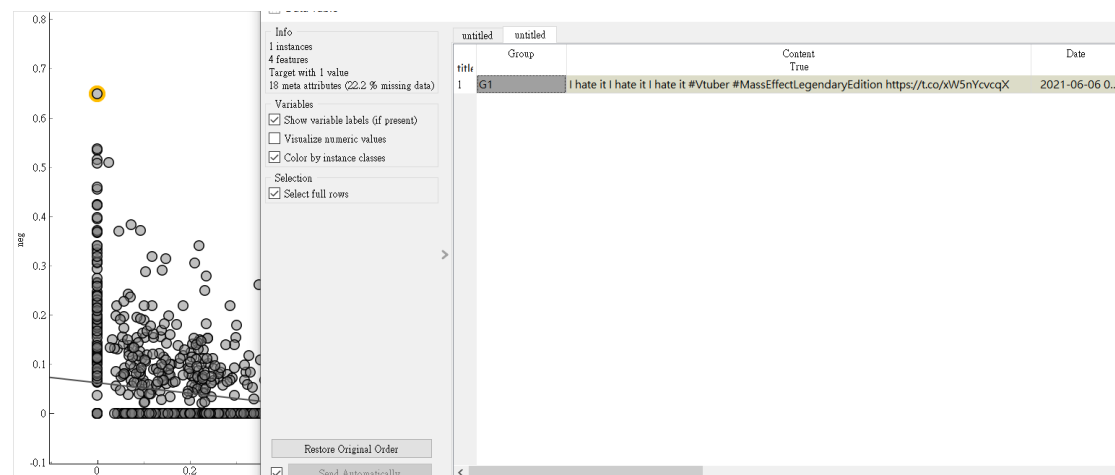 0.8
0.7
0.6
0.5
0.4
0.3
0.2
0.1
0
-0.1
neg
0
0.2
Info
1 instances
4 features
Target with 1 value
18 meta attributes (22.2 % missing data)
Variables
Show variable labels (if present)
Visualize numeric values
Color by instance classes
Selection
Select full rows
Restore Original Order
Send Automatically
untitled untitled
Group Content Date
True
title
1 G1 I hate it I hate it I hate it #Vtuber #MassEffectLegendaryEdition https://t.co/xW5nYcvcqX 2021-06-06 0...